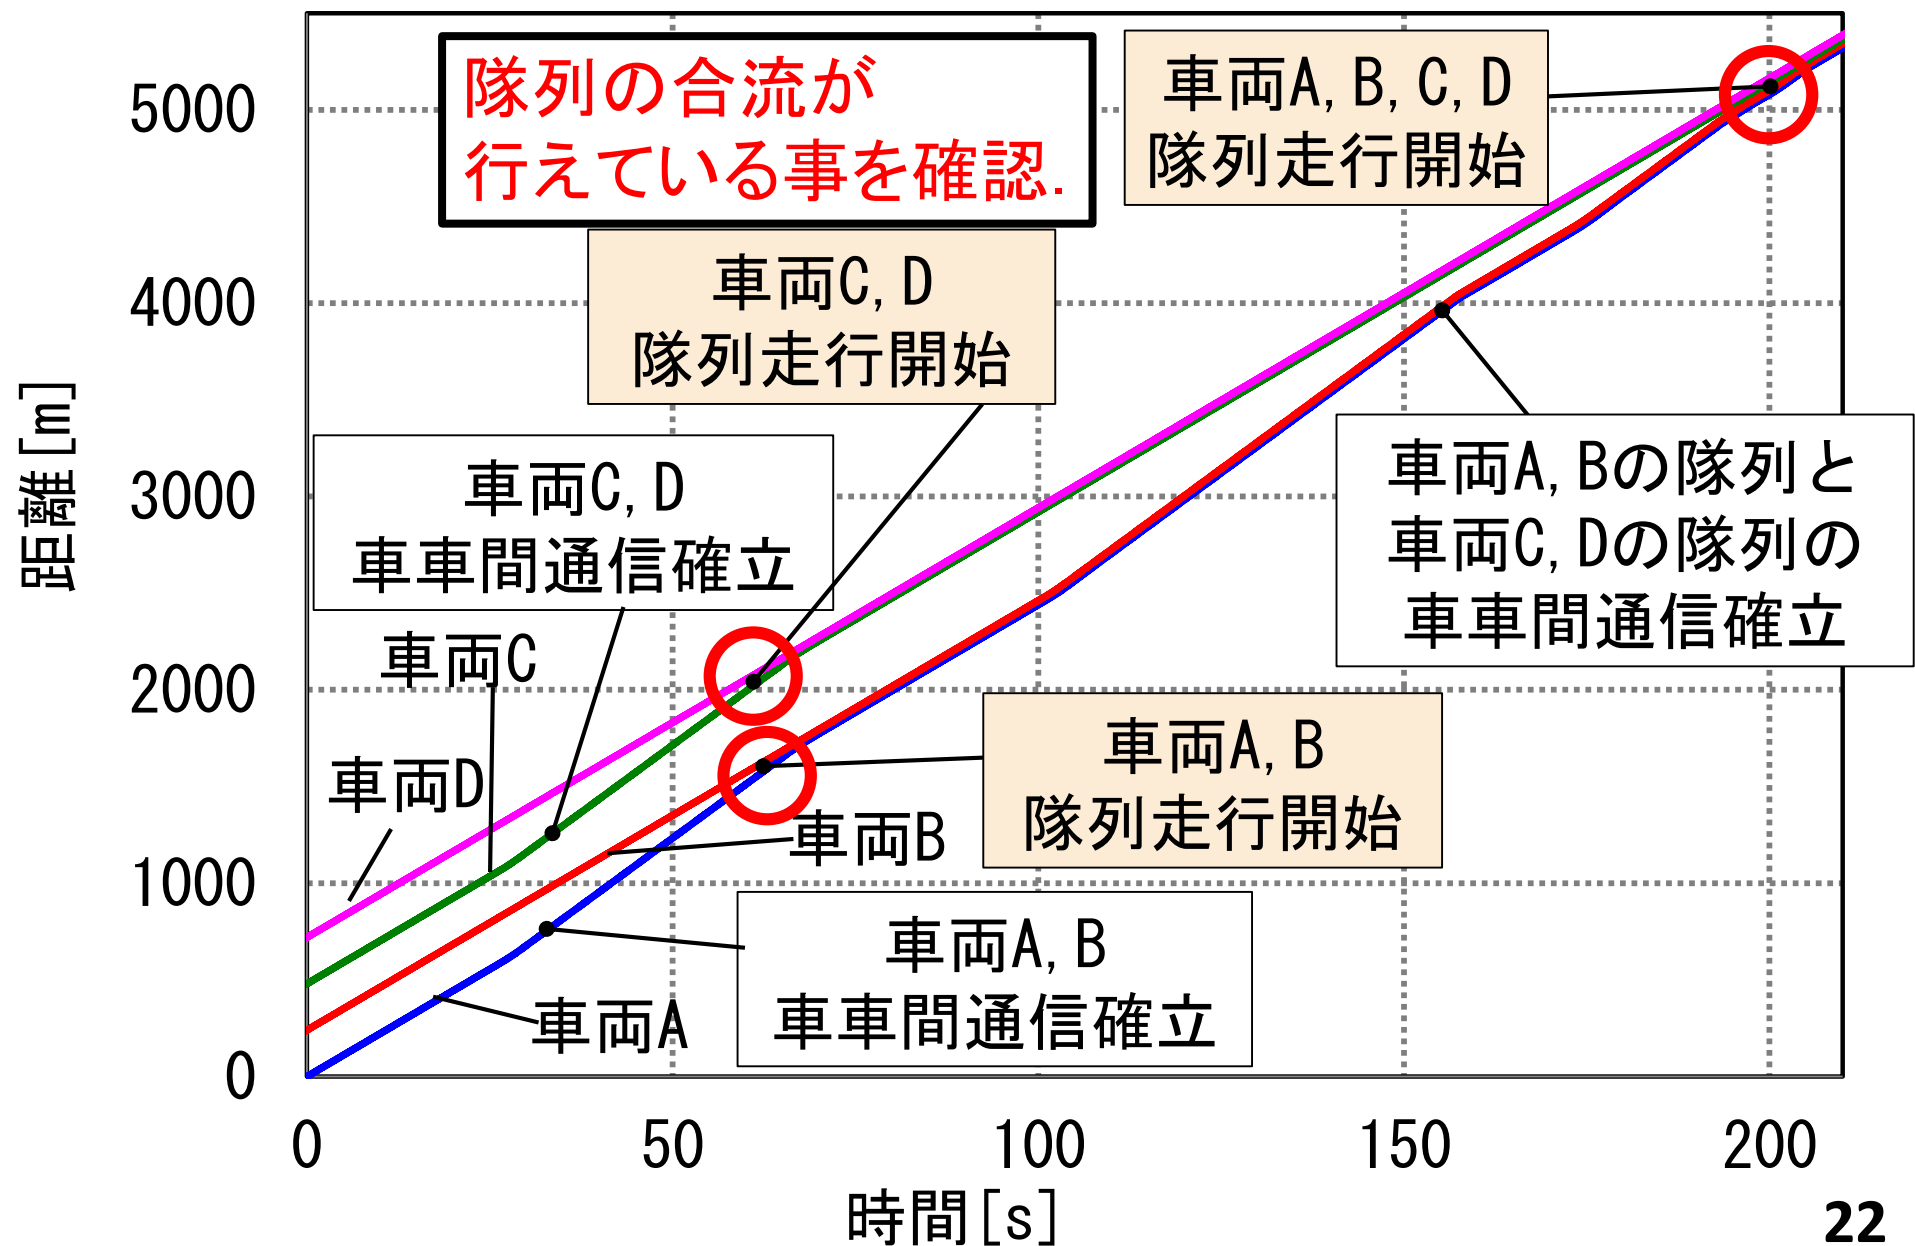 隊列の合流が
行えている事を確認.
車両A,B,C,D
隊列走行開始
車両C,D
隊列走行開始
車両C,D
車車間通信確立
車両A,Bの隊列と
車両C,Dの隊列の
車車間通信確立
車両C
車両D
車両A,B
隊列走行開始
車両B
車両A,B
車車間通信確立
車両A
距離[m]
5000
4000
3000
2000
1000
0
0
50
100
150
200
時間[s]
22